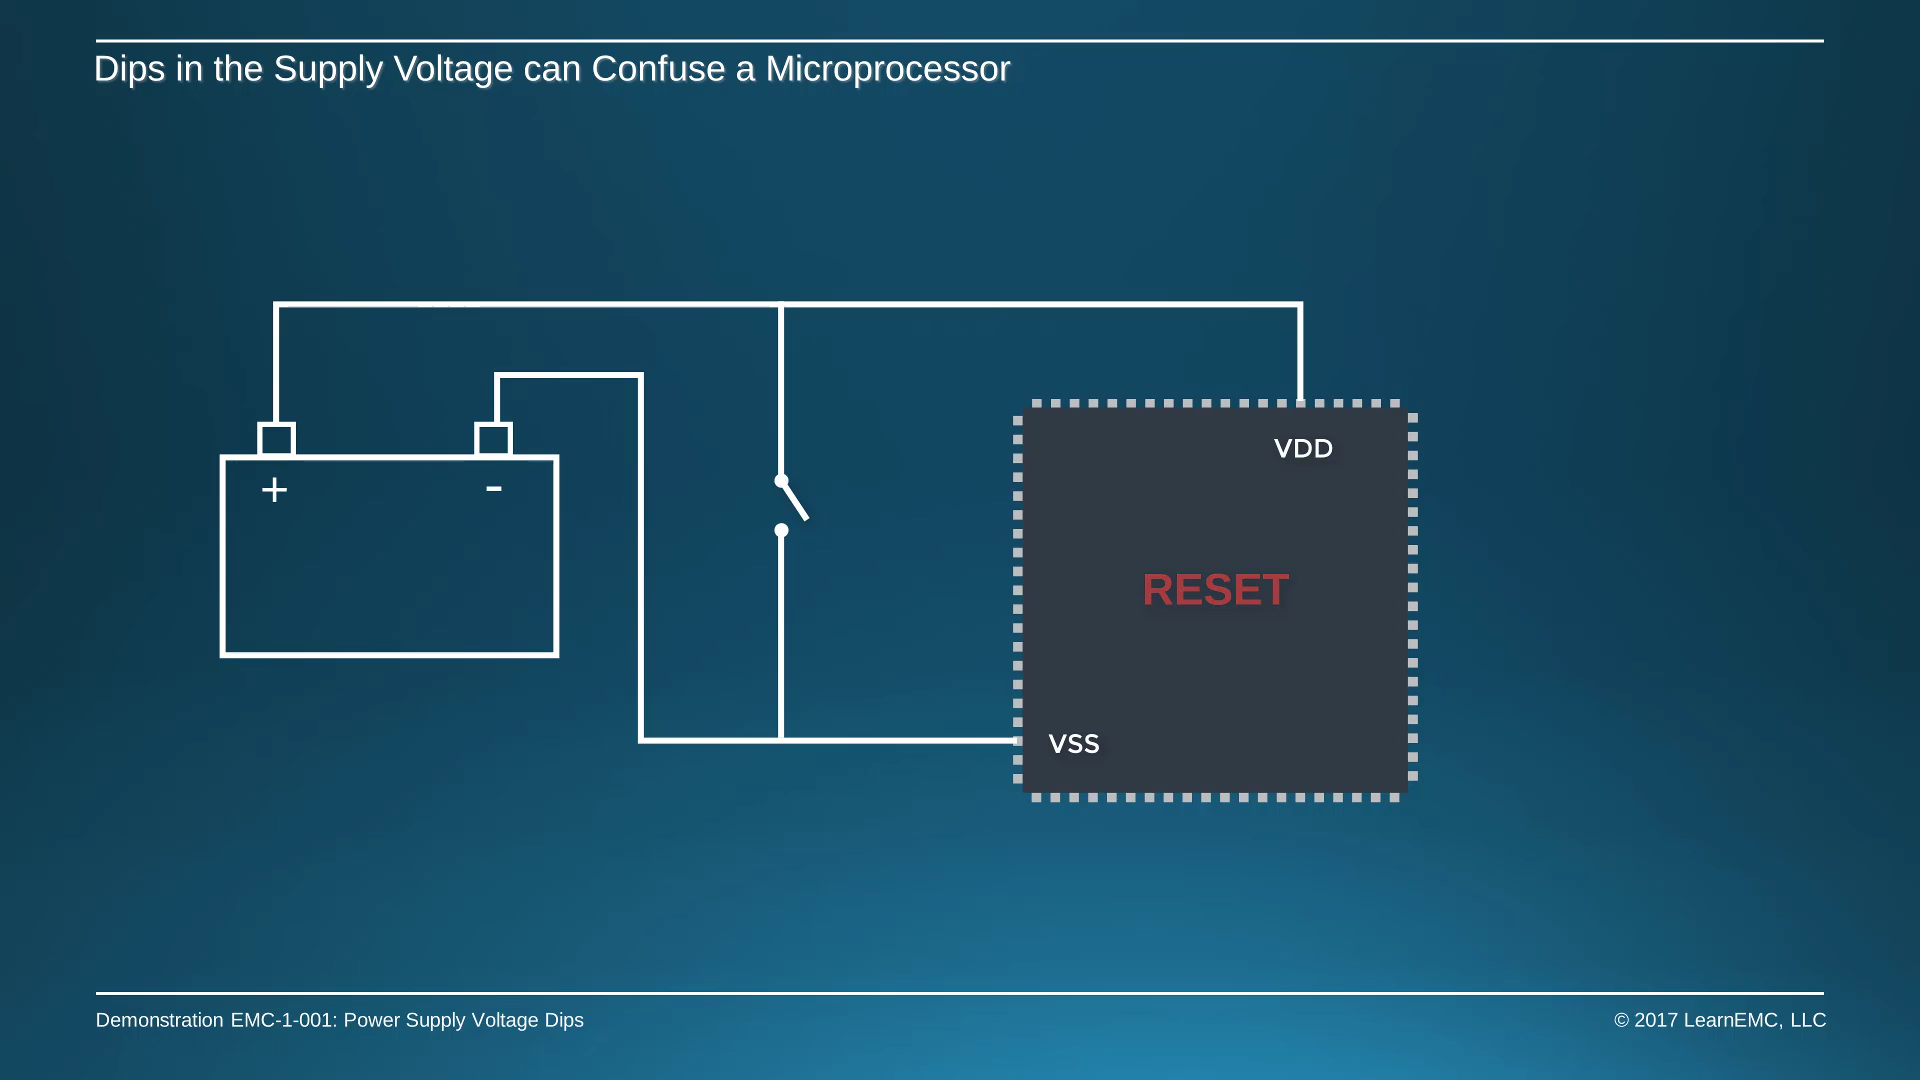 Dips in the Supply Voltage can Confuse a Microprocessor
+ -
VDD
RESET
VSS
Demonstration EMC-1-001: Power Supply Voltage Dips
© 2017 LearnEMC, LLC